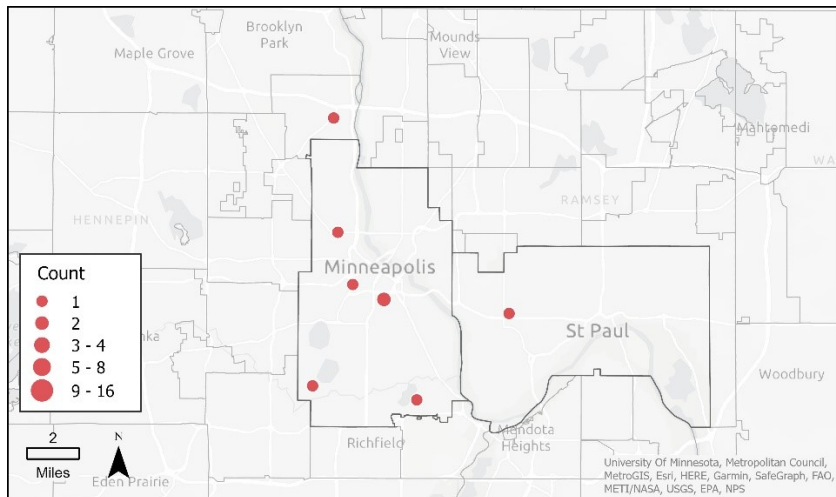 Brooklyn
Park
Mounds
View
Maple Grove
Mahtomedi
WA
RAMSEY
HENNEPIN
Minneapolis
St Paul
Count
1
2
3 - 4
5 - 8
9 - 16
nka
Woodbury
Mendota
Heights
Richfield
2
Miles
N
Eden Prairie
University Of Minnesota, Metropolitan Council,
MetroGIS, Esri, HERE, Garmin, SafeGraph, FAO,
METI/NASA, USGS, EPA, NPS